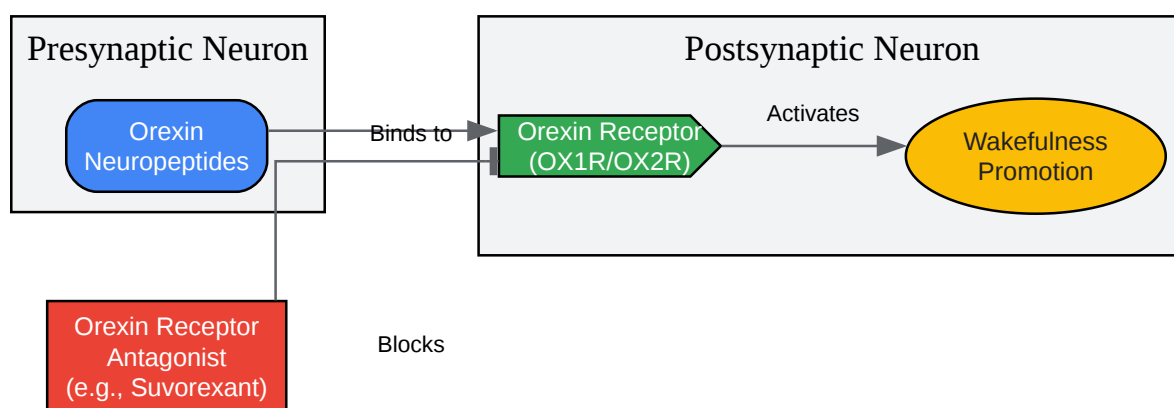 Presynaptic Neuron
Postsynaptic Neuron
Orexin
Neuropeptides
Binds to
Orexin Receptor
(OX1R/OX2R)
Activates
Wakefulness
Promotion
Orexin Receptor
Antagonist
(e.g., Suvorexant)
Blocks